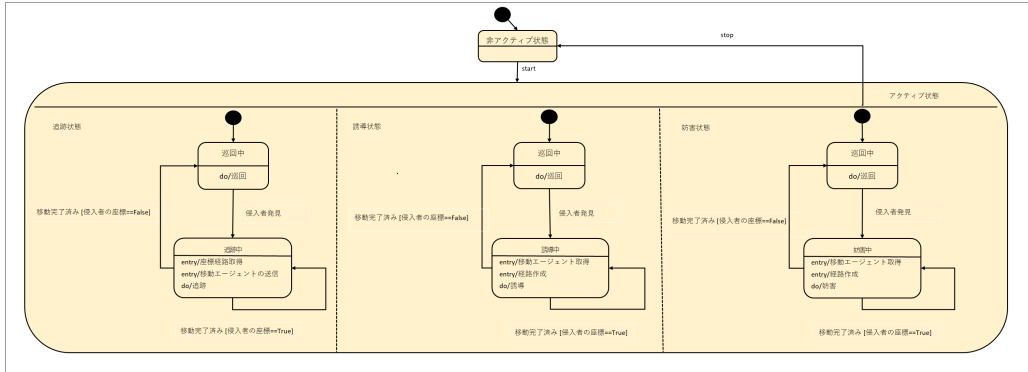 非アクティブ状態
stop
start
アクティブ状態
追跡状態
巡回中
do/巡回
移動完了済み [侵入者の座標==False]
侵入者発見
追跡中
entry/座標経路取得
entry/移動エージェントの送信
do/追跡
移動完了済み [侵入者の座標==True]
誘導状態
巡回中
do/巡回
移動完了済み [侵入者の座標==False]
侵入者発見
誘導中
entry/移動エージェント取得
entry/経路作成
do/誘導
移動完了済み [侵入者の座標==True]
妨害状態
巡回中
do/巡回
移動完了済み [侵入者の座標==False]
侵入者発見
妨害中
entry/移動エージェント取得
entry/経路作成
do/妨害
移動完了済み [侵入者の座標==True]